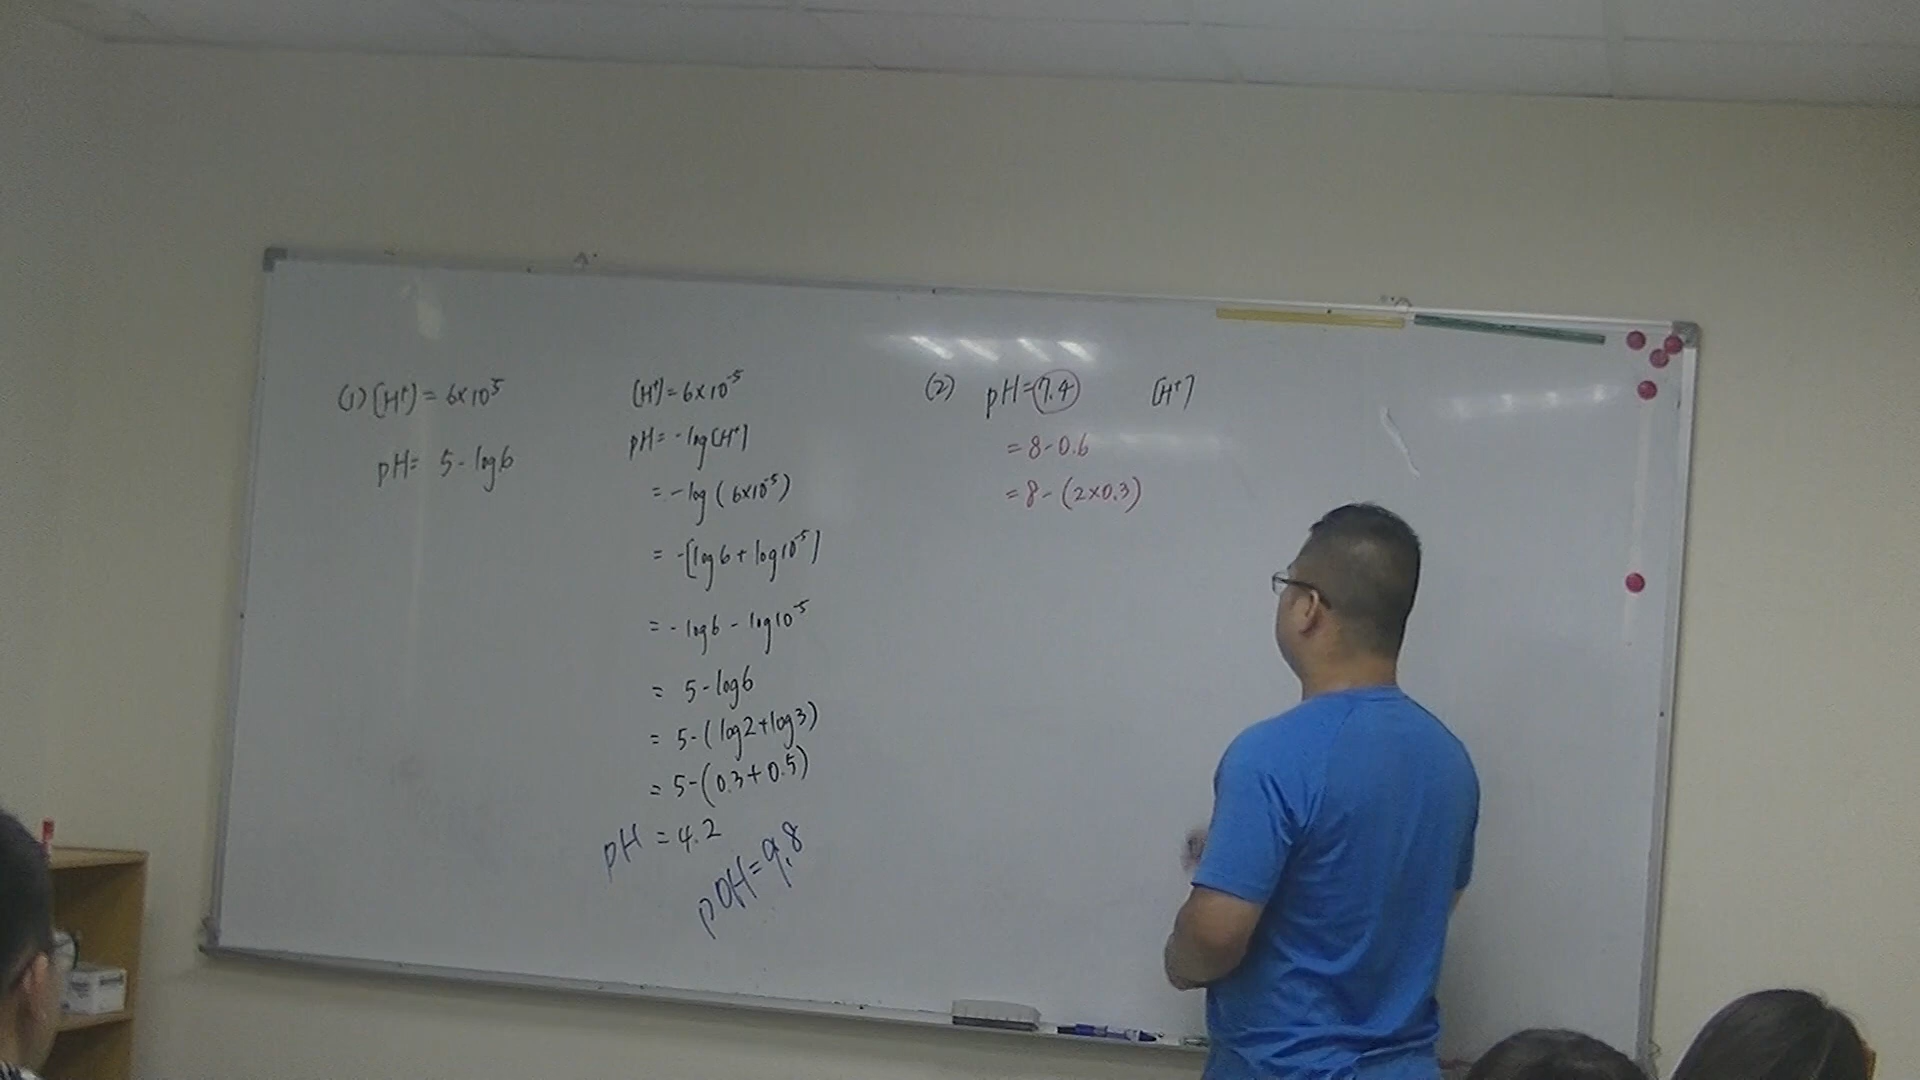 (1) [H⁺] = 6×10⁻⁵
pH = 5 - log6
[H⁺] = 6×10⁻⁵
pH = -log[H⁺]
= -log(6×10⁻⁵)
= -[log6 + log10⁻⁵]
= -log6 - log10⁻⁵
= 5 - log6
= 5 - (log2 + log3)
= 5 - (0.3 + 0.5)
pH = 4.2
pOH = 9.8
(2) pH = 7.4 [H⁺]
= 8 - 0.6
= 8 - (2×0.3)